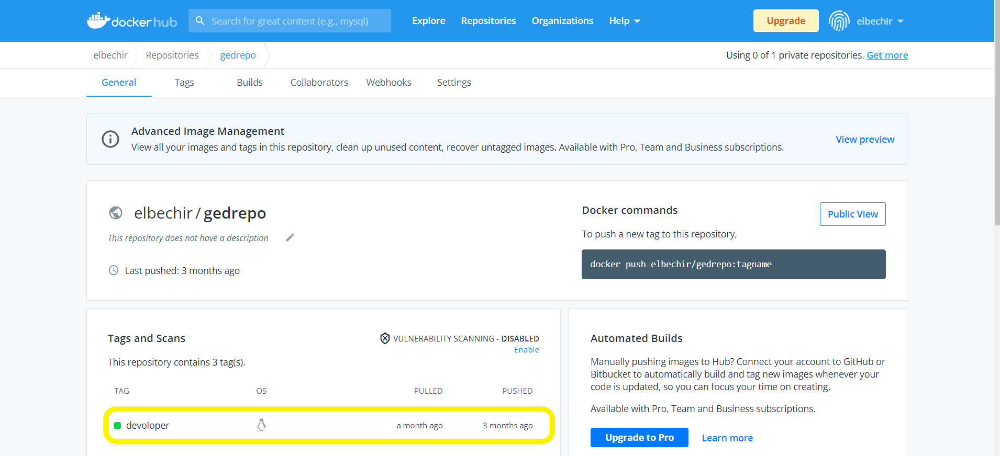 docker hub
Search for great content (e.g., mysql)
Explore
Repositories
Organizations
Help
Upgrade
elbechir
elbechir
Repositories
gedrepo
Using 0 of 1 private repositories. Get more
General
Tags
Builds
Collaborators
Webhooks
Settings
Advanced Image Management
View all your images and tags in this repository, clean up unused content, recover untagged images. Available with Pro, Team and Business subscriptions.
View preview
elbechir / gedrepo
This repository does not have a description
Last pushed: 3 months ago
Docker commands
Public View
To push a new tag to this repository,
docker push elbechir/gedrepo:tagname
Tags and Scans
VULNERABILITY SCANNING - DISABLED
Enable
This repository contains 3 tag(s).
TAG OS PULLED PUSHED
devoloper a month ago 3 months ago
Automated Builds
Manually pushing images to Hub? Connect your account to GitHub or
Bitbucket to automatically build and tag new images whenever your
code is updated, so you can focus your time on creating.
Available with Pro, Team and Business subscriptions.
Upgrade to Pro
Learn more